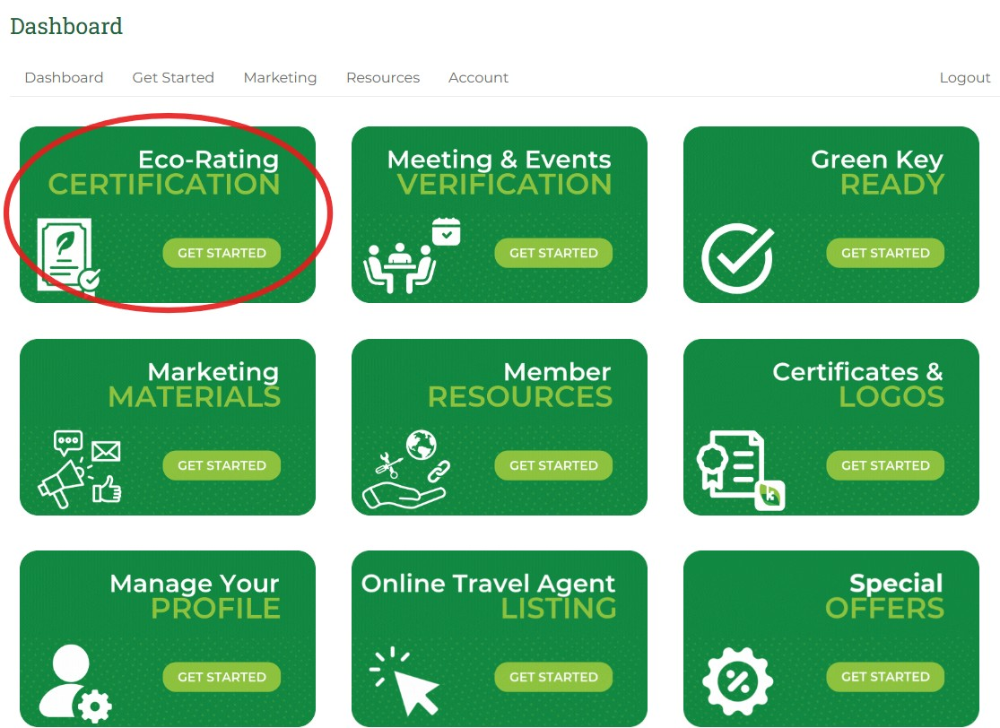 Dashboard
Dashboard Get Started Marketing Resources Account Logout
Eco-Rating
CERTIFICATION
GET STARTED
Meeting & Events
VERIFICATION
GET STARTED
Green Key
READY
GET STARTED
Marketing
MATERIALS
GET STARTED
Member
RESOURCES
GET STARTED
Certificates &
LOGOS
k
GET STARTED
Manage Your
PROFILE
GET STARTED
Online Travel Agent
LISTING
GET STARTED
Special
OFFERS
%
GET STARTED